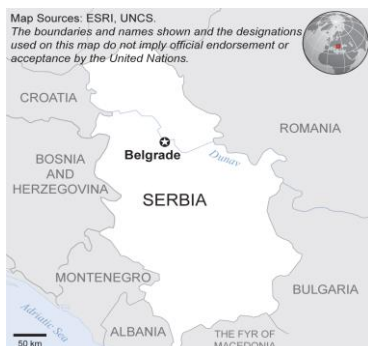 Map Sources: ESRI, UNCS.
The boundaries and names shown and the designations
used on this map do not imply official endorsement or
acceptance by the United Nations.
CROATIA
ROMANIA
Belgrade
Dunav
BOSNIA
AND
HERZEGOVINA
SERBIA
MONTENEGRO
BULGARIA
Adriatic Sea
ALBANIA
THE FYR OF
MACEDONIA
50 km